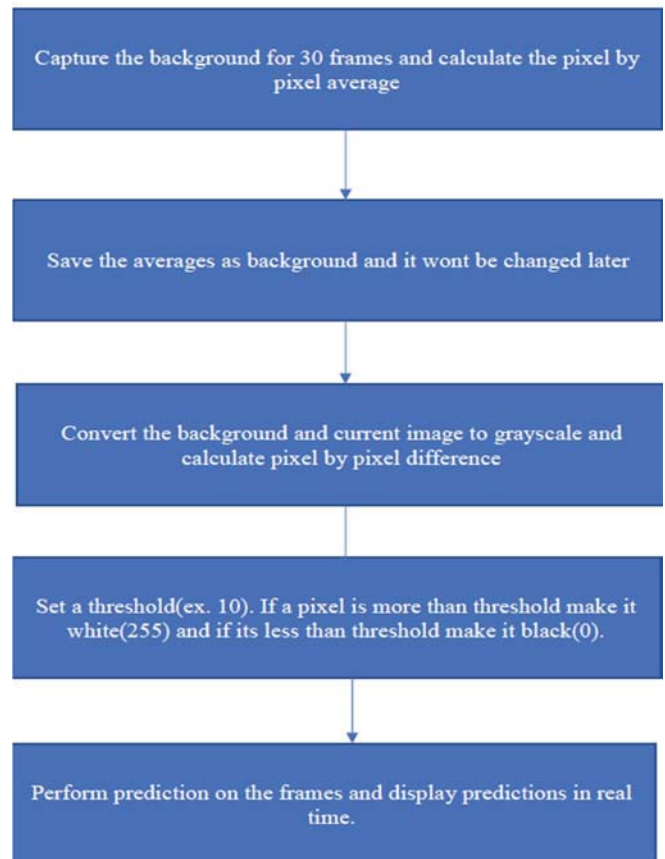 Capture the background for 30 frames and calculate the pixel by
pixel average
Save the averages as background and it wont be changed later
Convert the background and current image to grayscale and
calculate pixel by pixel difference
Set a threshold(ex. 10). If a pixel is more than threshold make it
white(255) and if its less than threshold make it black(0).
Perform prediction on the frames and display predictions in real
time.